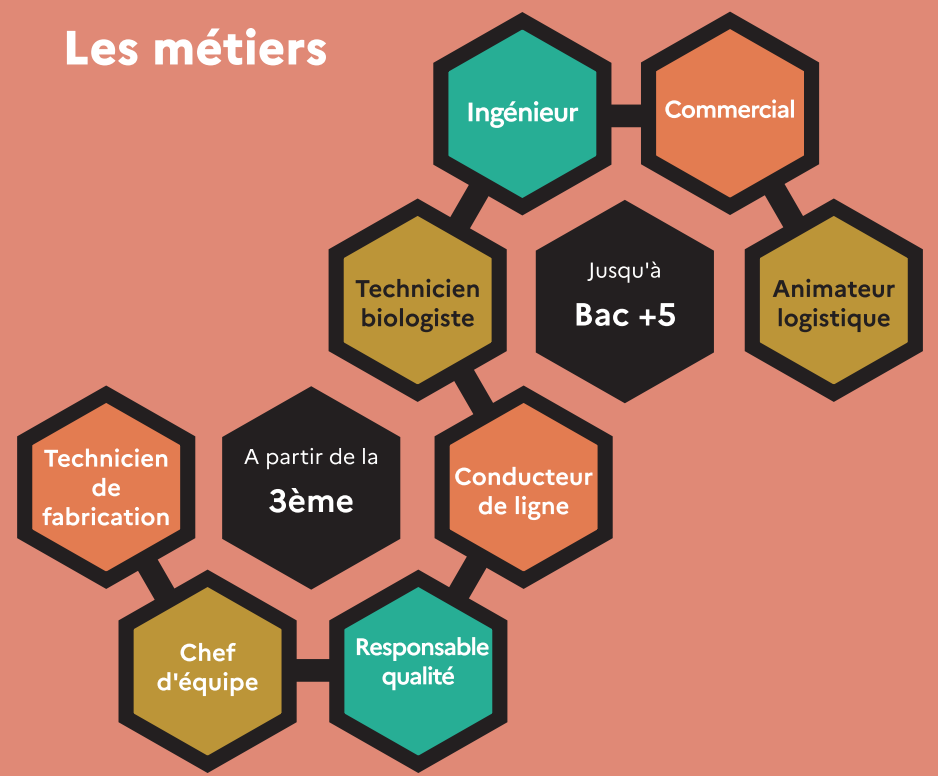 Les métiers
Ingénieur
Commercial
Technicien
biologiste
Jusqu'à
Bac +5
Animateur
logistique
Technicien
de
fabrication
A partir de la
3ème
Conducteur
de ligne
Chef
d'équipe
Responsable
qualité